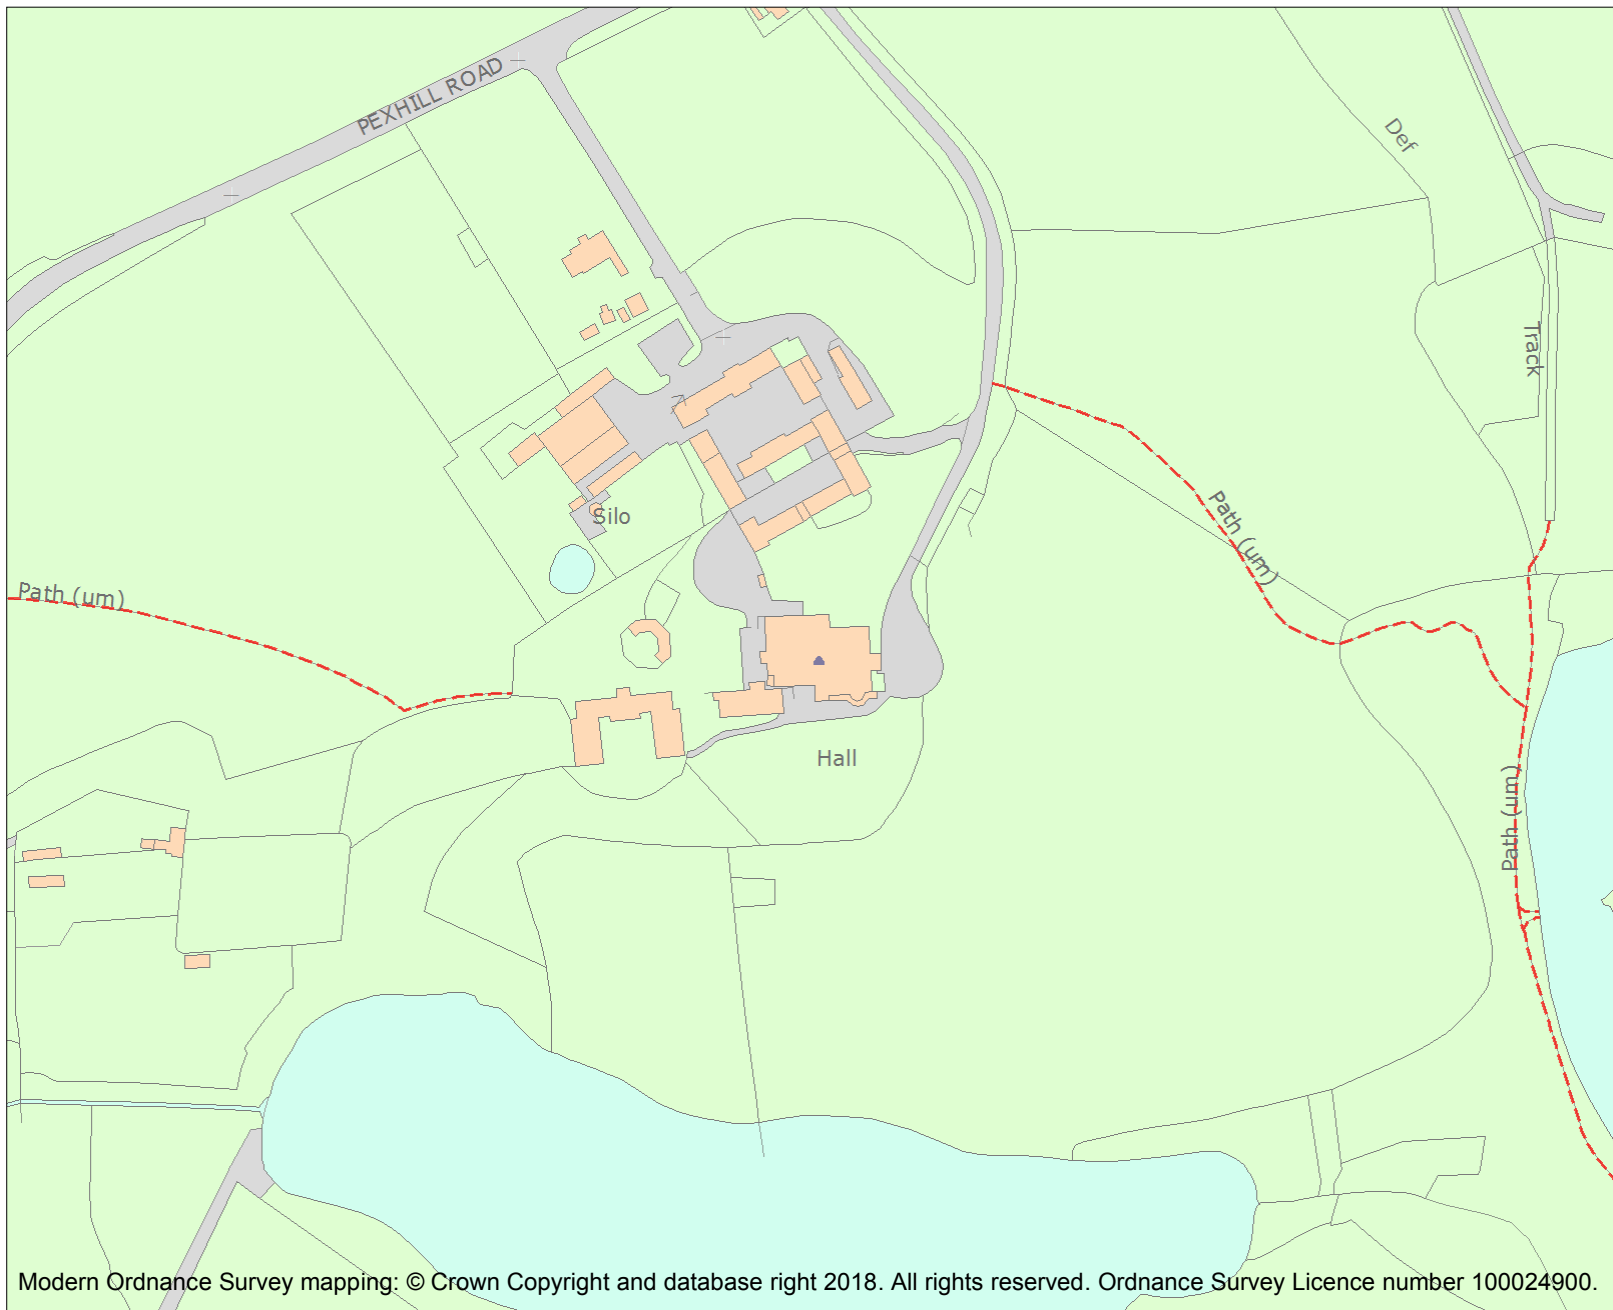 PEXHILL ROAD
Def
Track
Path (um)
Silo
Path (um)
Hall
Path (um)
Modern Ordnance Survey mapping: © Crown Copyright and database right 2018. All rights reserved. Ordnance Survey Licence number 100024900.